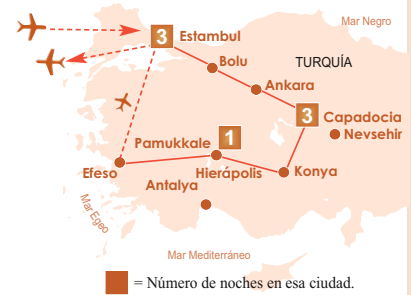 Mar Negro
3 Estambul
Bolu
TURQUÍA
Ankara
3 Capadocia
Nevsehir
Pamukkale 1
Efeso
Hierápolis
Konya
Antalya
Mar Egeo
Mar Mediterráneo
= Número de noches en esa ciudad.